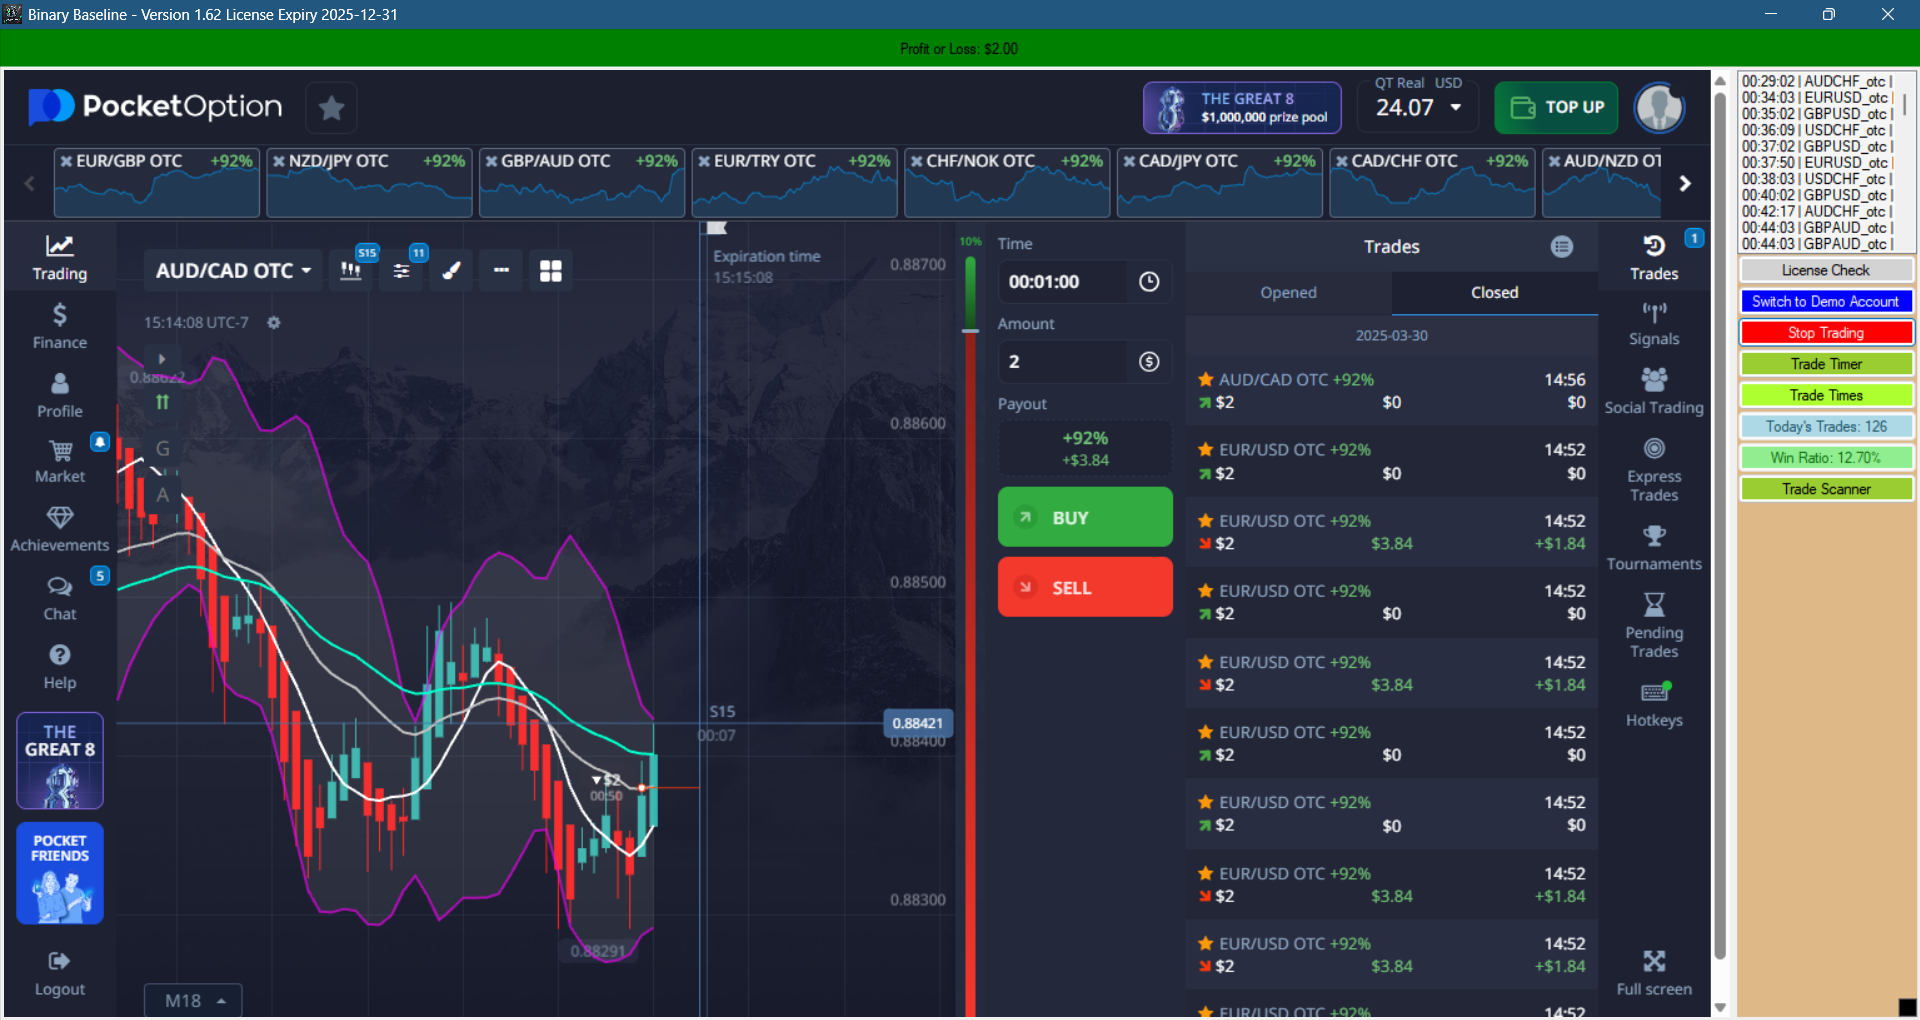 Binary Baseline - Version 1.62 License Expiry 2025-12-31
Profit or Loss: $2.00
PocketOption
THE GREAT 8
$1,000,000 prize pool
QT Real USD
24.07
TOP UP
EUR/GBP OTC +92%
NZD/JPY OTC +92%
GBP/AUD OTC +92%
EUR/TRY OTC +92%
CHF/NOK OTC +92%
CAD/JPY OTC +92%
CAD/CHF OTC +92%
AUD/NZD OT
Trading
Finance
Profile
Market
Achievements
5
Chat
Help
THE
GREAT 8
POCKET
FRIENDS
Logout
AUD/CAD OTC
S15
11
15:14:08 UTC-7
0.88622
G
A
Expiration time
15:15:08
0.88700
0.88600
0.88500
S15
00:07
0.88421
0.88400
$2
00:50
0.88300
0.88291
M18
10%
Time
00:01:00
Amount
2
Payout
+92%
+$3.84
BUY
SELL
Trades
Opened
Closed
2025-03-30
AUD/CAD OTC +92% 14:56
$2 $0 $0
EUR/USD OTC +92% 14:52
$2 $0 $0
EUR/USD OTC +92% 14:52
$2 $3.84 +$1.84
EUR/USD OTC +92% 14:52
$2 $0 $0
EUR/USD OTC +92% 14:52
$2 $3.84 +$1.84
EUR/USD OTC +92% 14:52
$2 $0 $0
EUR/USD OTC +92% 14:52
$2 $0 $0
EUR/USD OTC +92% 14:52
$2 $3.84 +$1.84
EUR/USD OTC +92% 14:52
$2 $3.84 +$1.84
EUR/USD OTC +92% 14:52
1
Trades
Signals
Social Trading
Express
Trades
Tournaments
Pending
Trades
Hotkeys
Full screen
00:29:02 | AUDCHF_otc |
00:34:03 | EURUSD_otc |
00:35:02 | GBPUSD_otc |
00:36:09 | USDCHF_otc |
00:37:02 | GBPUSD_otc |
00:37:50 | EURUSD_otc |
00:38:03 | USDCHF_otc |
00:40:02 | GBPUSD_otc |
00:42:17 | AUDCHF_otc |
00:44:03 | GBPAUD_otc |
00:44:03 | GBPAUD_otc |
License Check
Switch to Demo Account
Stop Trading
Trade Timer
Trade Times
Today's Trades: 126
Win Ratio: 12.70%
Trade Scanner